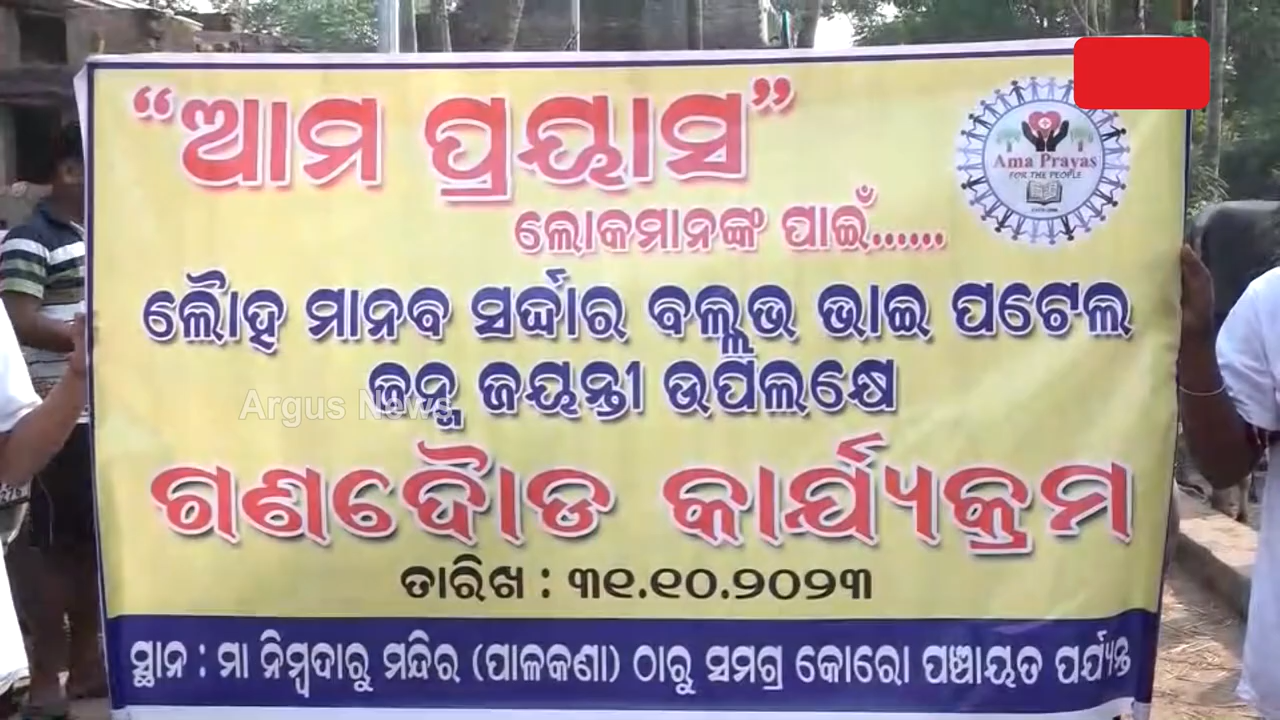 “ଆମ ପ୍ରୟାସ”
Ama Prayas
FOR THE PEOPLE
ଲୋକମାନଙ୍କ ପାଇଁ......
ଲୌହ ମାନବ ସର୍ଦ୍ଦାର ବଲ୍ଲଭ ଭାଇ ପଟେଲ
ଜନ୍ମ ଜୟନ୍ତୀ ଉପଲକ୍ଷେ
Argus News
ଗଣଦୌଡ କାର୍ଯ୍ୟକ୍ରମ
ତାରିଖ : ୩୧.୧୦.୨୦୨୩
ସ୍ଥାନ : ମା ନିମ୍ବଦାରୁ ମନ୍ଦିର (ପାଳକଣା) ଠାରୁ ସମଗ୍ର କୋରୋ ପଞ୍ଚାୟତ ପର୍ଯ୍ୟନ୍ତ